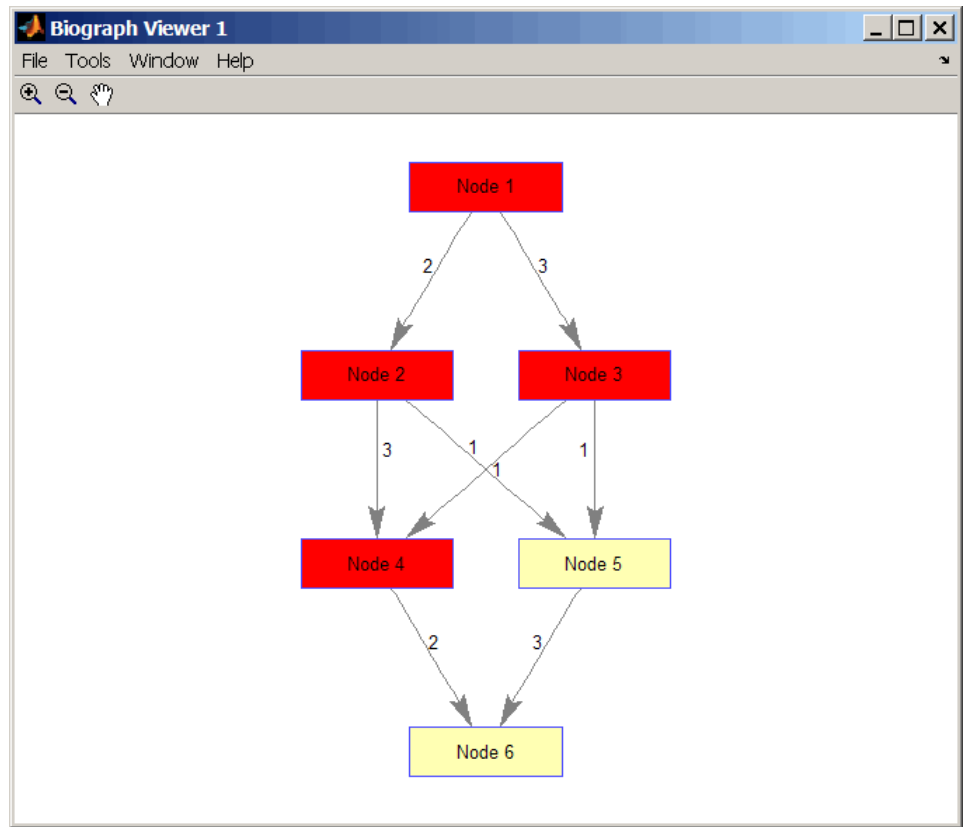 Biograph Viewer 1
File Tools Window Help
Node 1
2 3
Node 2 Node 3
3 1 1 1
Node 4 Node 5
2 3
Node 6